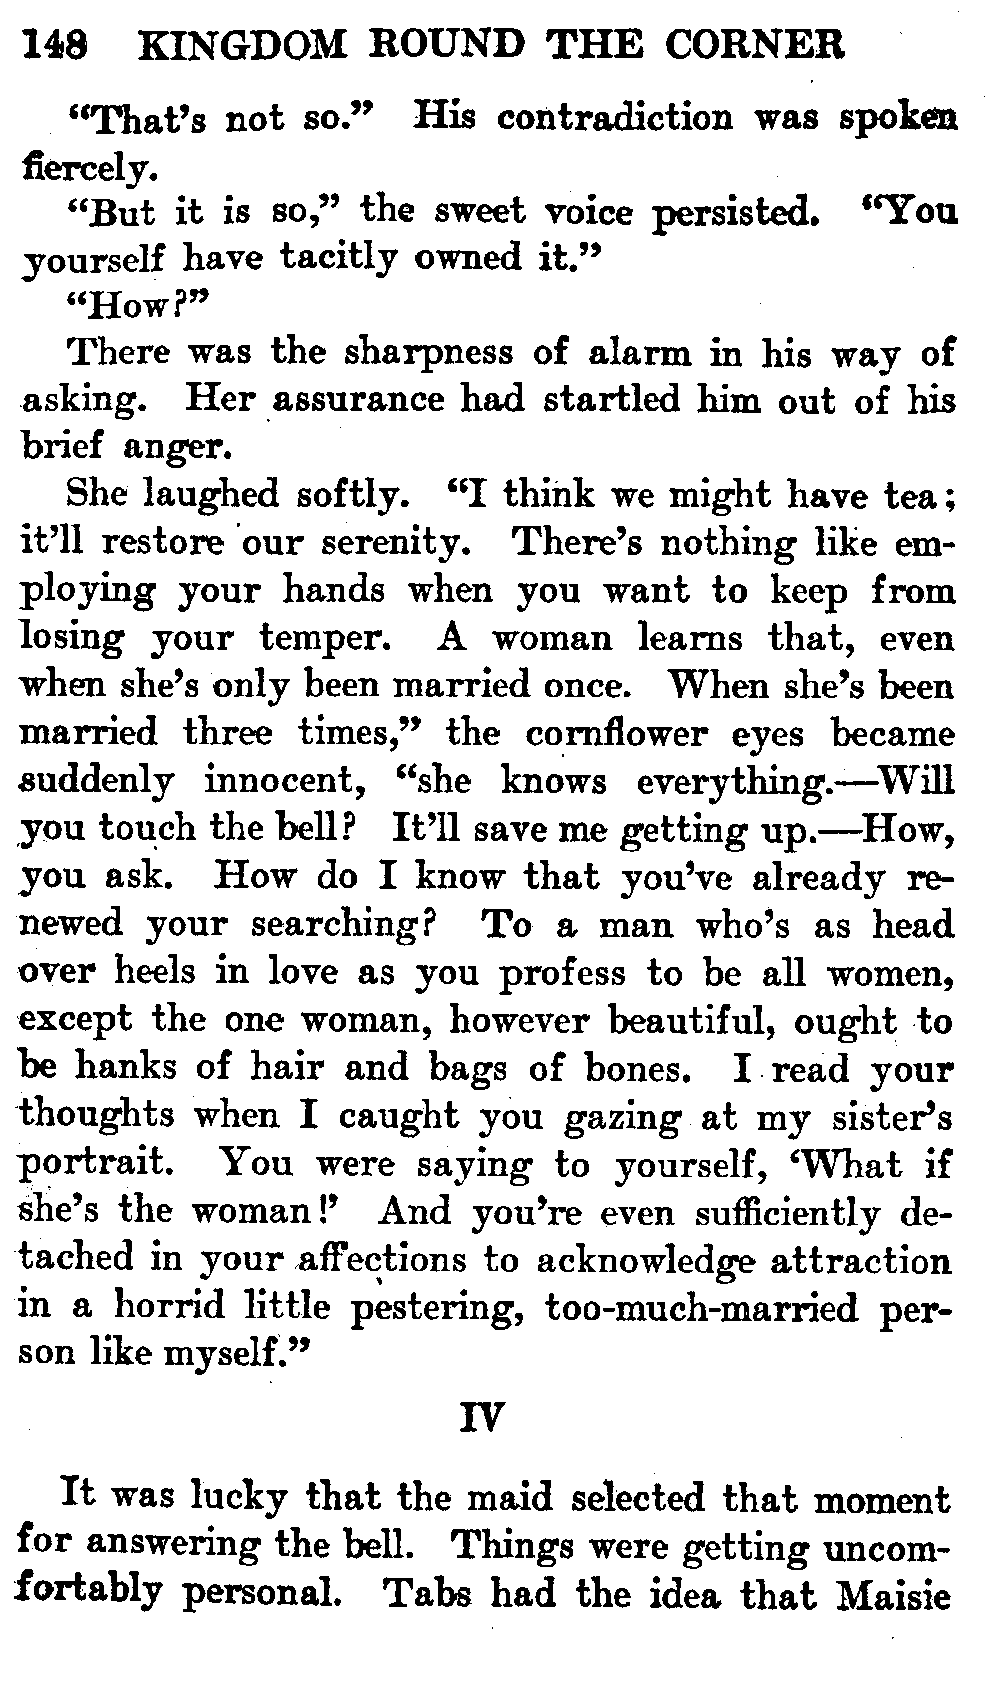 148 KINGDOM ROUND THE CORNER
"That's not so." His contradiction was spoken
fiercely.
"But it is so," the sweet voice persisted. "You
yourself have tacitly owned it."
"How?"
There was the sharpness of alarm in his way of
asking. Her assurance had startled him out of his
brief anger.
She laughed softly. "I think we might have tea;
it'll restore our serenity. There's nothing like em-
ploying your hands when you want to keep from
losing your temper. A woman learns that, even
when she's only been married once. When she's been
married three times," the cornflower eyes became
suddenly innocent, "she knows everything.—Will
you touch the bell? It'll save me getting up.—How,
you ask. How do I know that you've already re-
newed your searching? To a man who's as head
over heels in love as you profess to be all women,
except the one woman, however beautiful, ought to
be hanks of hair and bags of bones. I read your
thoughts when I caught you gazing at my sister's
portrait. You were saying to yourself, 'What if
she's the woman!' And you're even sufficiently de-
tached in your affections to acknowledge attraction
in a horrid little pestering, too-much-married per-
son like myself."
IV
It was lucky that the maid selected that moment
for answering the bell. Things were getting uncom-
fortably personal. Tabs had the idea that Maisie